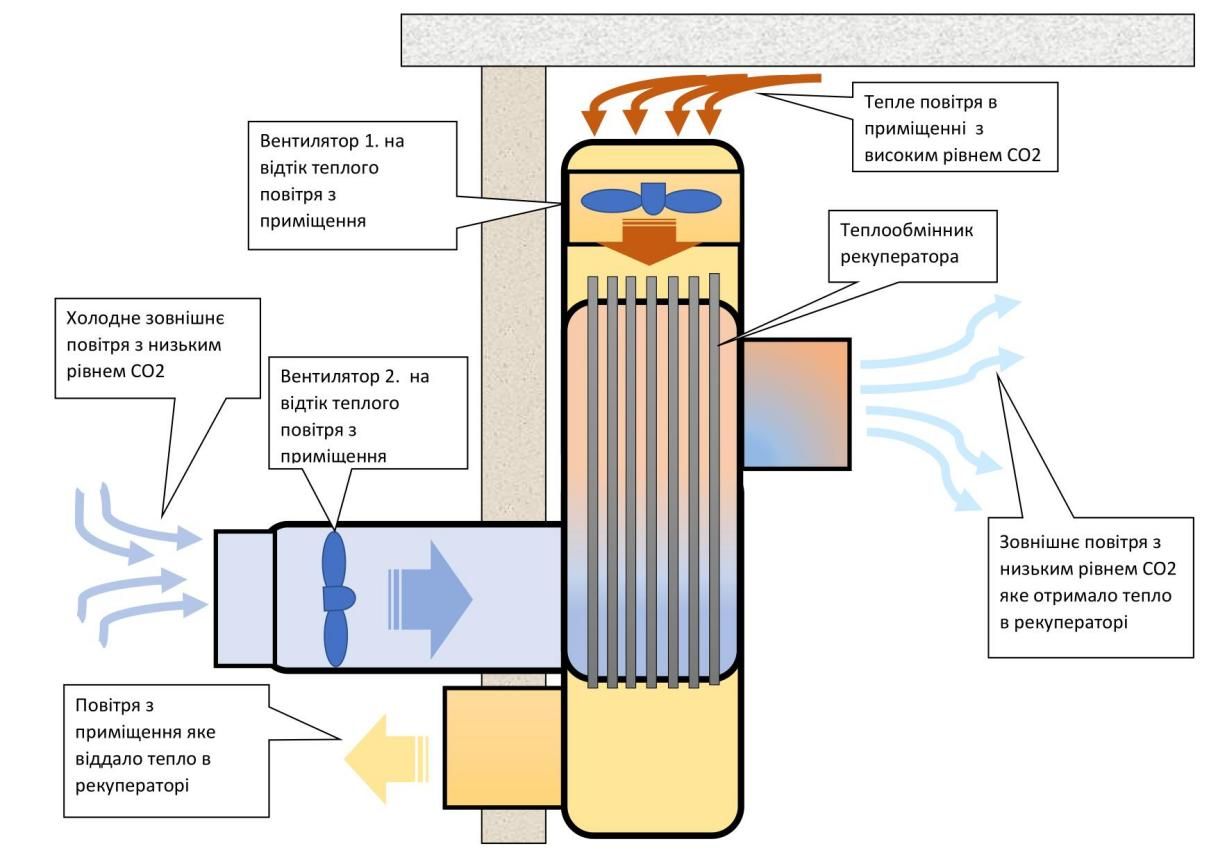 Тепле повітря в
приміщенні з
високим рівнем СО2
Вентилятор 1. на
відтік теплого
повітря з
приміщення
Теплообмінник
рекуператора
Холодне зовнішнє
повітря з низьким
рівнем СО2
Вентилятор 2. на
відтік теплого
повітря з
приміщення
Зовнішнє повітря з
низьким рівнем СО2
яке отримало тепло
в рекуператорі
Повітря з
приміщення яке
віддало тепло в
рекуператорі